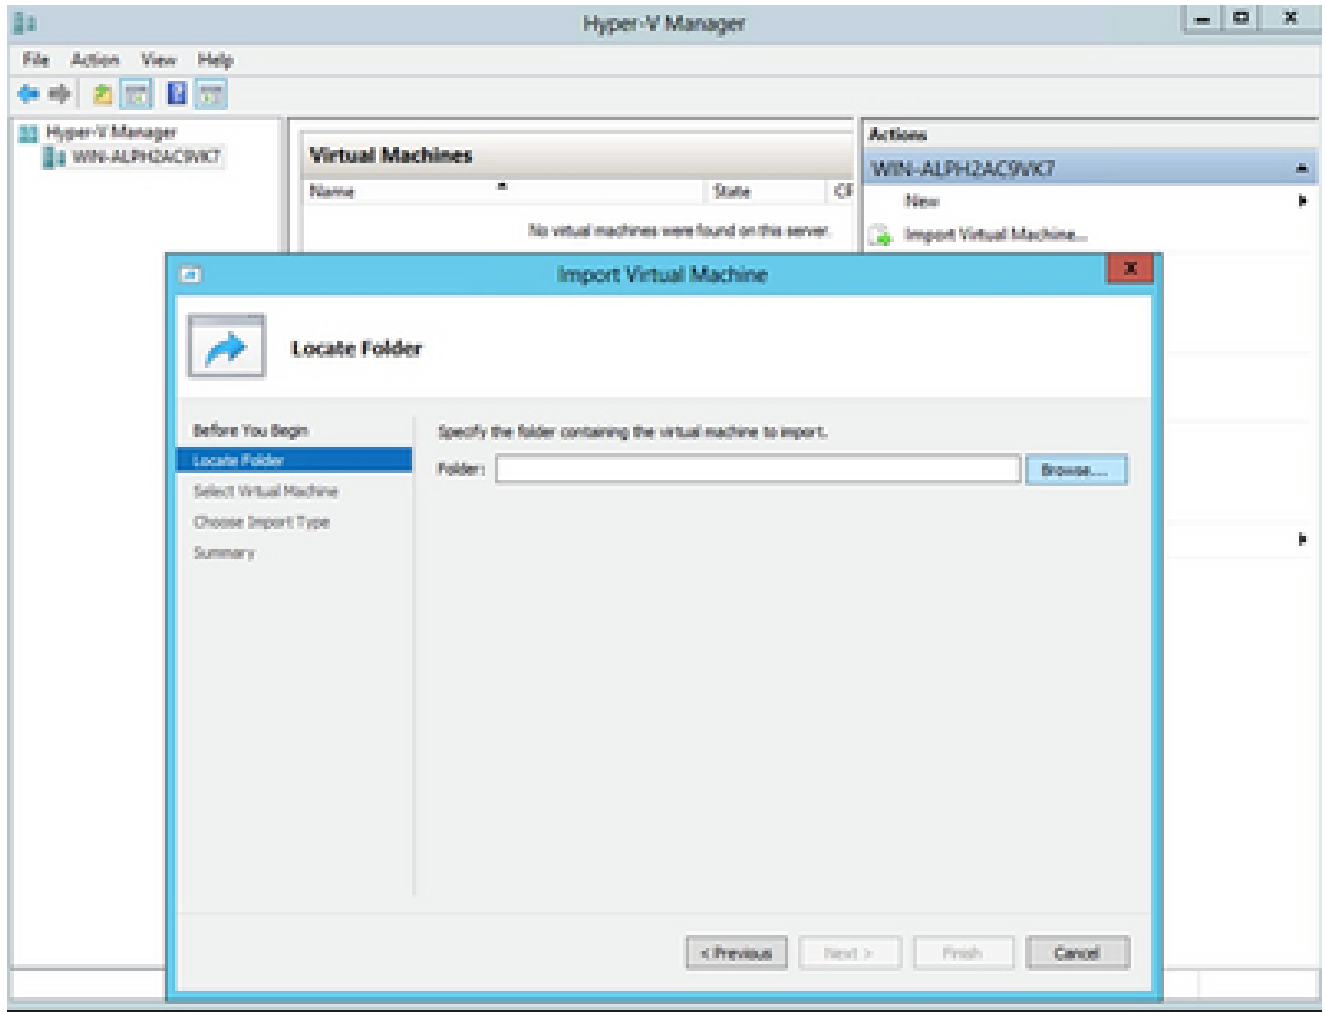 Hyper-V Manager
File Action View Help
Hyper-V Manager
WIN-ALPH2AC9VK7
Virtual Machines
Name State CP
No virtual machines were found on this server.
Actions
WIN-ALPH2AC9VK7
New
Import Virtual Machine...
Import Virtual Machine
Locate Folder
Before You Begin
Locate Folder
Select Virtual Machine
Choose Import Type
Summary
Specify the folder containing the virtual machine to import.
Folder: Browse...
< Previous Next > Finish Cancel